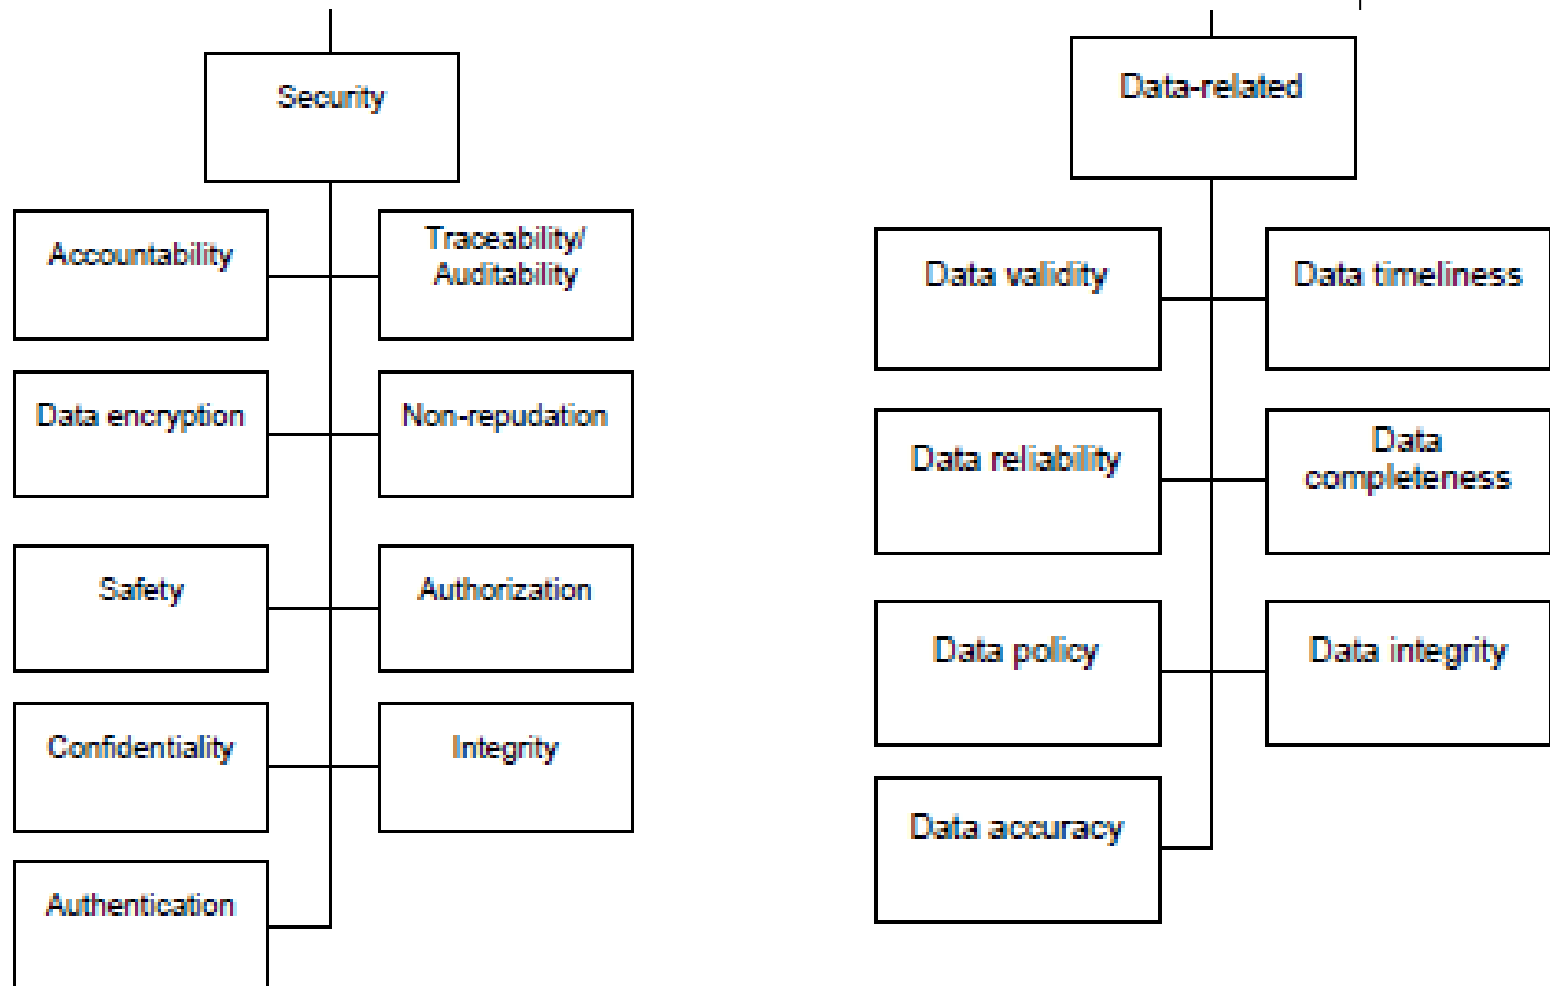 Security
Accountability
Traceability/
Auditability
Data encryption
Non-repudation
Safety
Authorization
Confidentiality
Integrity
Authentication
Data-related
Data validity
Data timeliness
Data reliability
Data
completeness
Data policy
Data integrity
Data accuracy